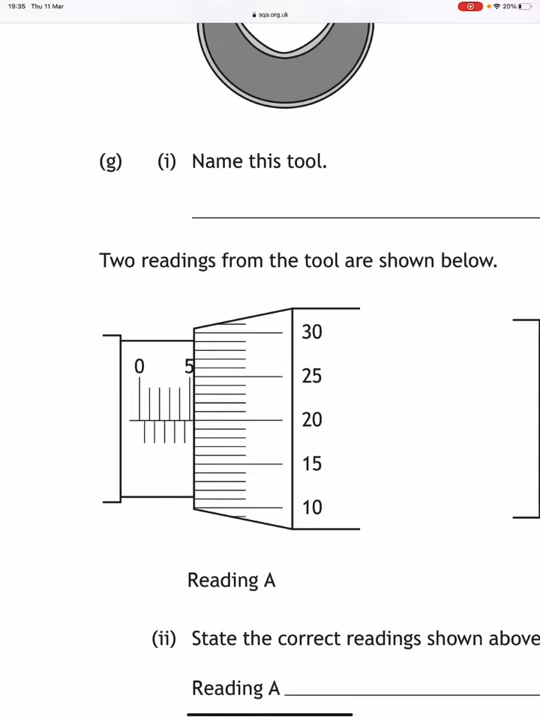 19:35 Thu 11 Mar
20%
sqa.org.uk
(g) (i) Name this tool.
Two readings from the tool are shown below.
0 5
30
25
20
15
10
Reading A
(ii) State the correct readings shown above
Reading A